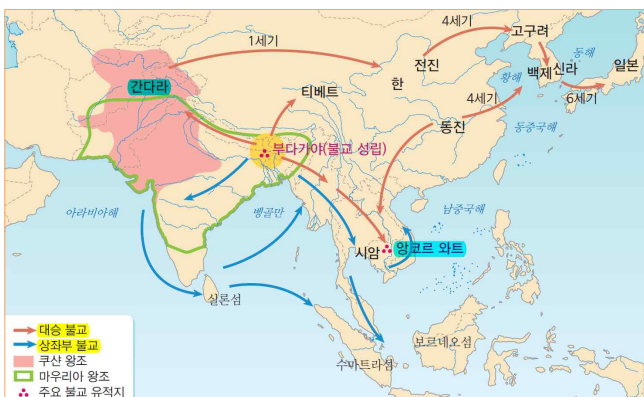 4세기
고구려
1세기
전진
동해
간다라
한
황해
백제
신라
일본
티베트
4세기
6세기
동진
부다가야(불교 성립)
동중국해
아라비아해
벵골만
남중국해
시암
앙코르 와트
실론섬
보르네오섬
수마트라섬
대승 불교
상좌부 불교
쿠샨 왕조
마우리아 왕조
주요 불교 유적지